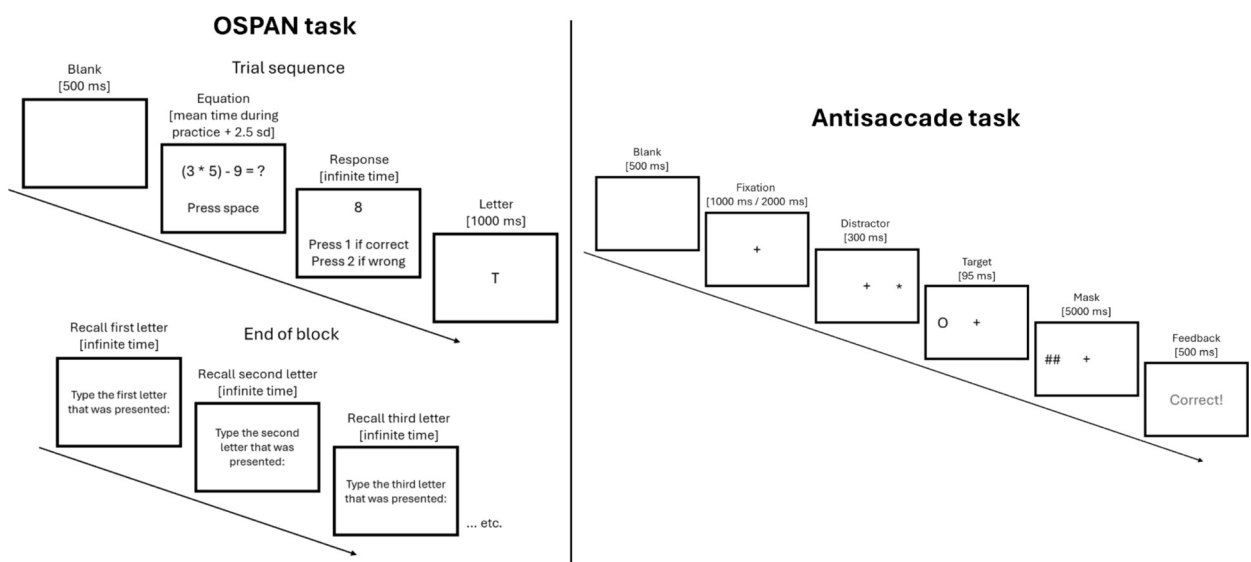 OSPAN task
Trial sequence
Blank
[500 ms]
Equation
[mean time during
practice + 2.5 sd]
(3 * 5) - 9 = ?
Press space
Response
[infinite time]
8
Press 1 if correct
Press 2 if wrong
Letter
[1000 ms]
T
End of block
Recall first letter
[infinite time]
Type the first letter
that was presented:
Recall second letter
[infinite time]
Type the second
letter that was
presented:
Recall third letter
[infinite time]
Type the third letter
that was presented:
... etc.
Antisaccade task
Blank
[500 ms]
Fixation
[1000 ms / 2000 ms]
+
Distractor
[300 ms]
+ *
Target
[95 ms]
O +
Mask
[5000 ms]
## +
Feedback
[500 ms]
Correct!